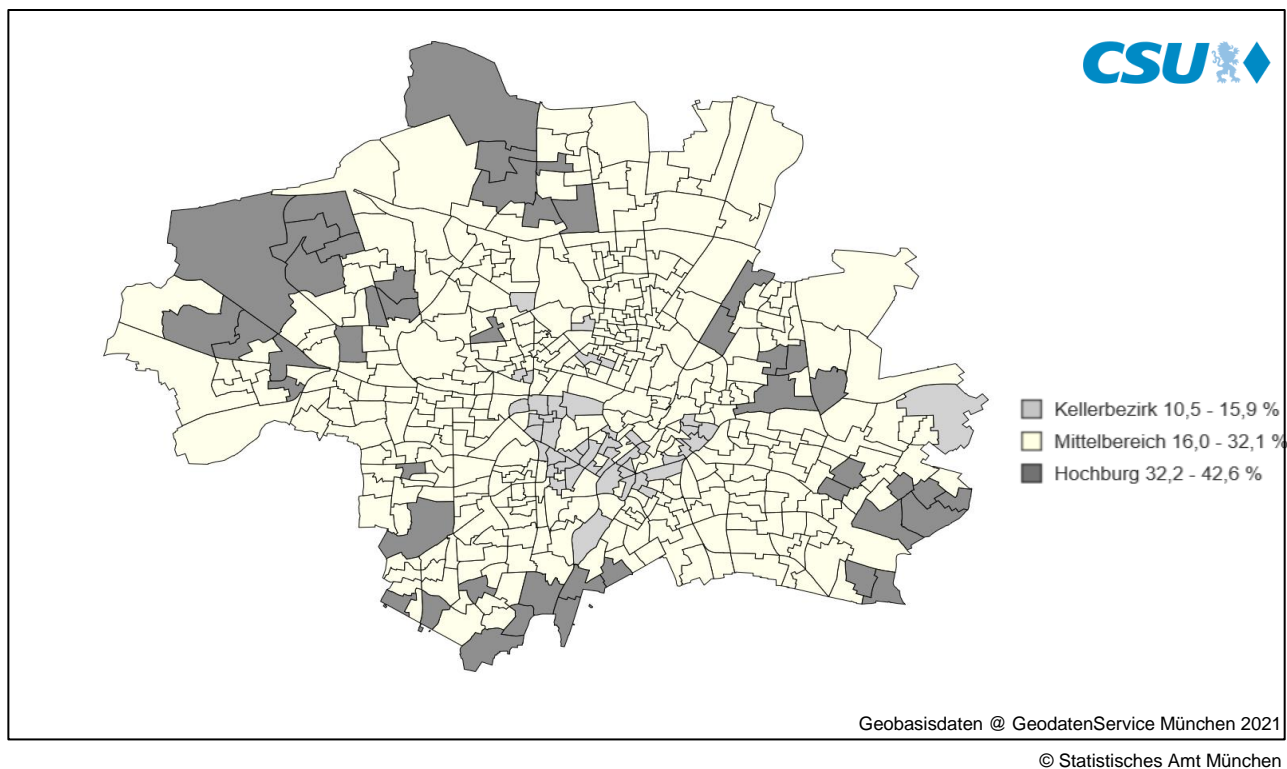 CSU
Kellerbezirk 10,5 - 15,9 %
Mittelbereich 16,0 - 32,1 %
Hochburg 32,2 - 42,6 %
Geobasisdaten @ GeodatenService München 2021
© Statistisches Amt München